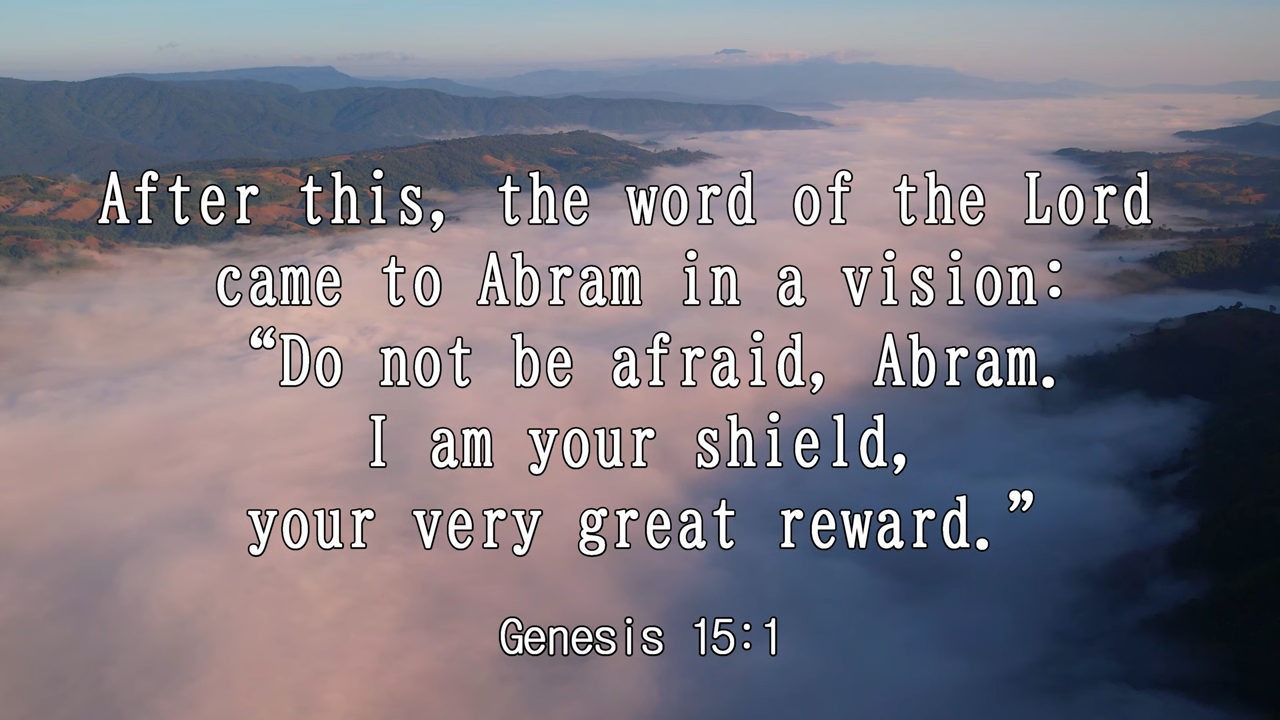 After this, the word of the Lord
came to Abram in a vision:
“Do not be afraid, Abram.
I am your shield,
your very great reward.”
Genesis 15:1